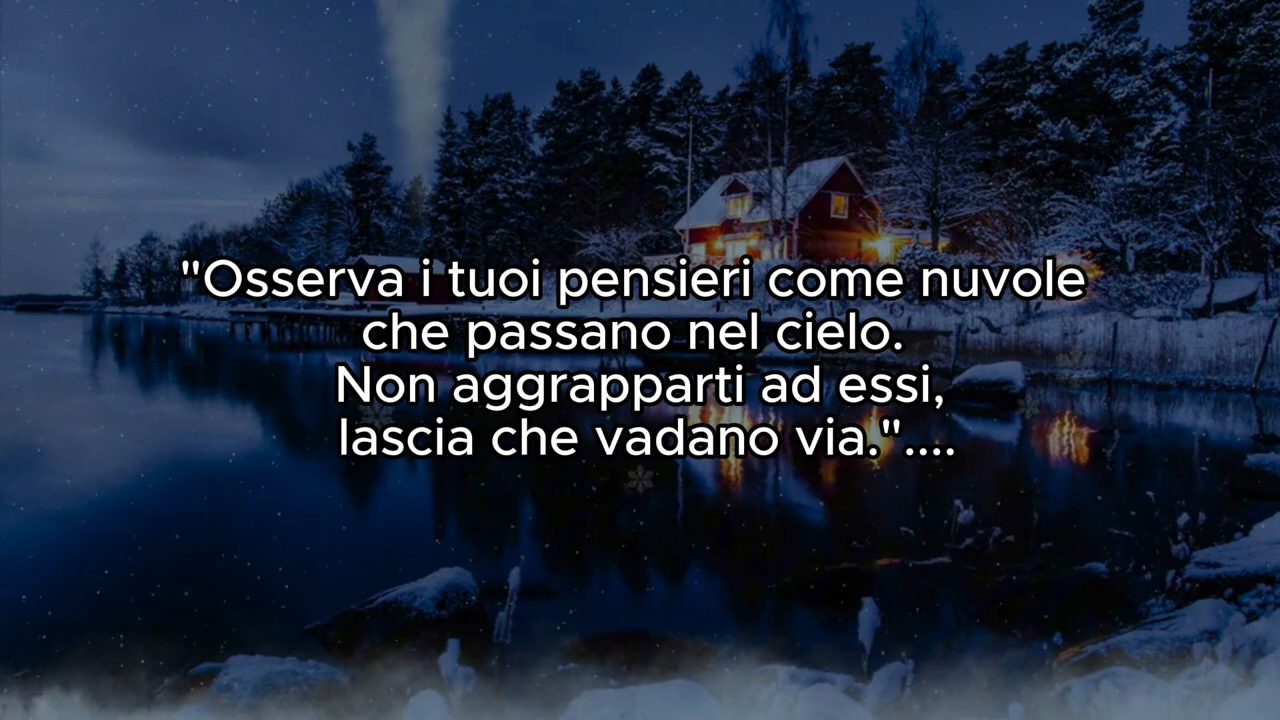 "Osserva i tuoi pensieri come nuvole
che passano nel cielo.
Non aggrapparti ad essi,
lascia che vadano via."....